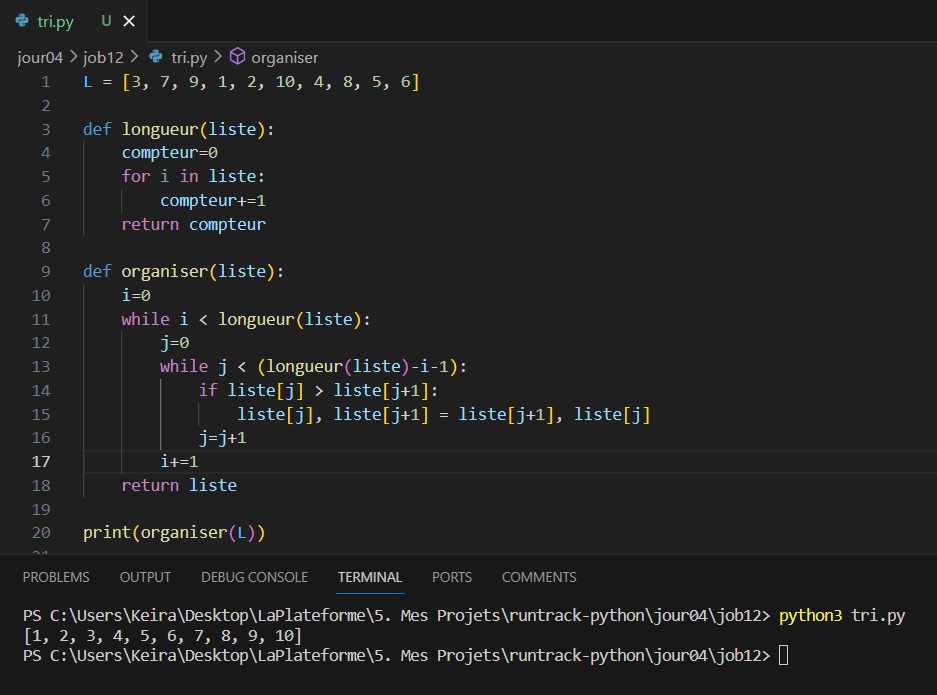 tri.py U ×
jour04 > job12 > tri.py > organiser
1 L = [3, 7, 9, 1, 2, 10, 4, 8, 5, 6]
2
3 def longueur(liste):
4     compteur=0
5     for i in liste:
6         compteur+=1
7     return compteur
8
9 def organiser(liste):
10     i=0
11     while i < longueur(liste):
12         j=0
13         while j < (longueur(liste)-i-1):
14             if liste[j] > liste[j+1]:
15                 liste[j], liste[j+1] = liste[j+1], liste[j]
16             j=j+1
17         i+=1
18     return liste
19
20 print(organiser(L))
21
PROBLEMS OUTPUT DEBUG CONSOLE TERMINAL PORTS COMMENTS
PS C:\Users\Keira\Desktop\LaPlateforme\5. Mes Projets\runtrack-python\jour04\job12> python3 tri.py
[1, 2, 3, 4, 5, 6, 7, 8, 9, 10]
PS C:\Users\Keira\Desktop\LaPlateforme\5. Mes Projets\runtrack-python\jour04\job12>